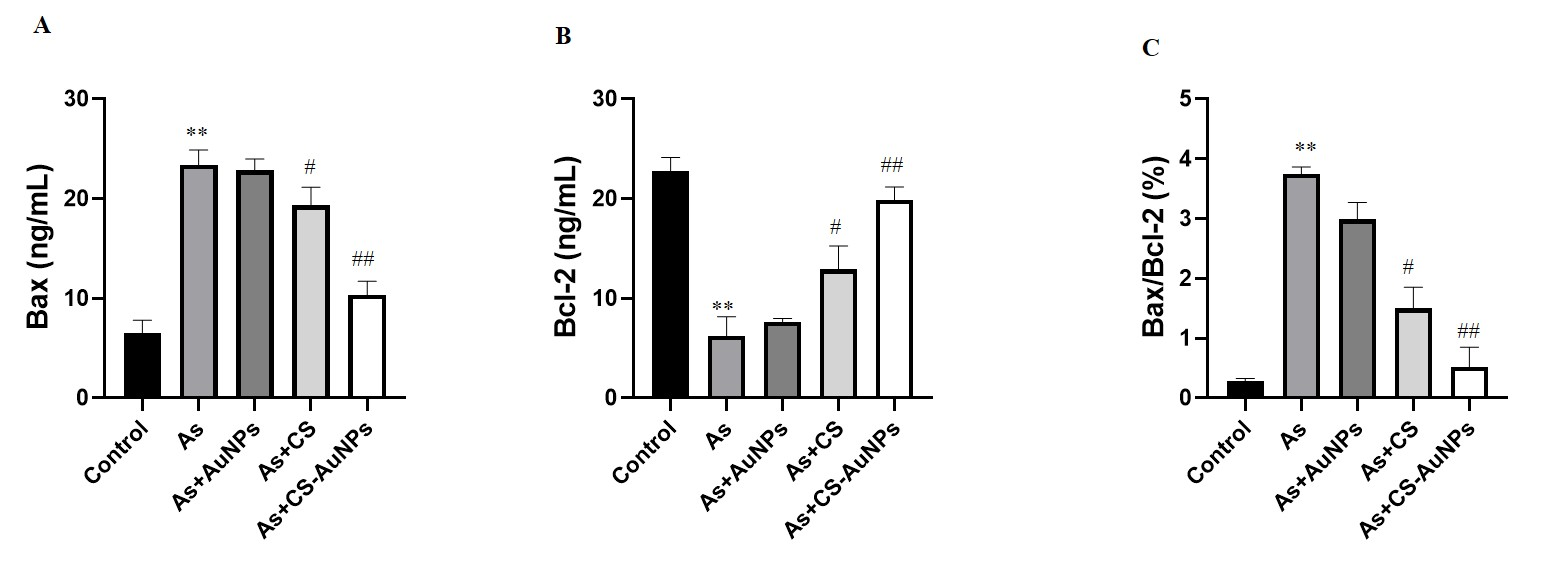 A
Bax (ng/mL)
30
20
10
0
**
#
##
Control
As
As+AuNPs
As+CS
As+CS-AuNPs
B
Bcl-2 (ng/mL)
30
20
10
0
**
#
##
Control
As
As+AuNPs
As+CS
As+CS-AuNPs
C
Bax/Bcl-2 (%)
5
4
3
2
1
0
**
#
##
Control
As
As+AuNPs
As+CS
As+CS-AuNPs